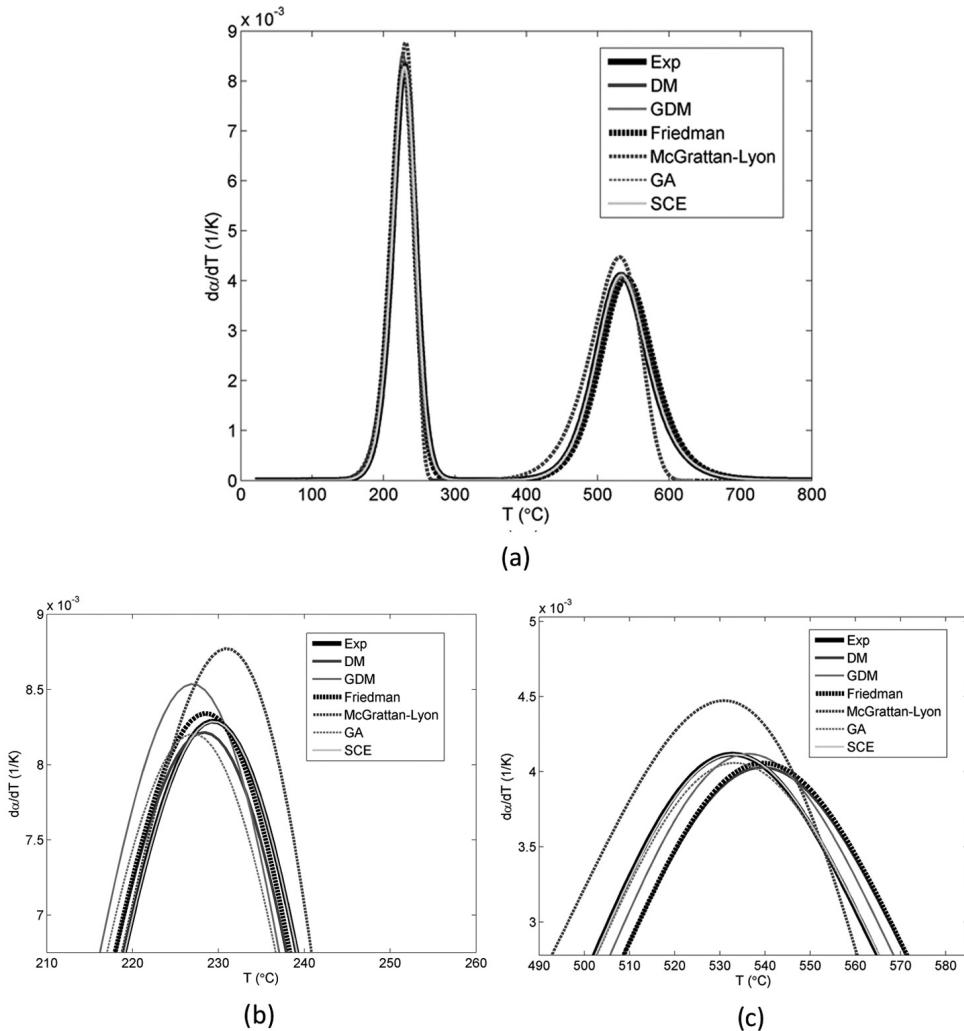 x 10⁻³
9
8
7
6
5
4
3
2
1
0
dα/dT (1/K)
Exp
DM
GDM
Friedman
McGrattan-Lyon
GA
SCE
0 100 200 300 400 500 600 700 800
T (°C)
(a)
x 10⁻³
9
8.5
8
7.5
7
dα/dT (1/K)
Exp
DM
GDM
Friedman
McGrattan-Lyon
GA
SCE
210 220 230 240 250 260
T (°C)
(b)
x 10⁻³
5
4.5
4
3.5
3
dα/dT (1/K)
Exp
DM
GDM
Friedman
McGrattan-Lyon
GA
SCE
490 500 510 520 530 540 550 560 570 580
T (°C)
(c)